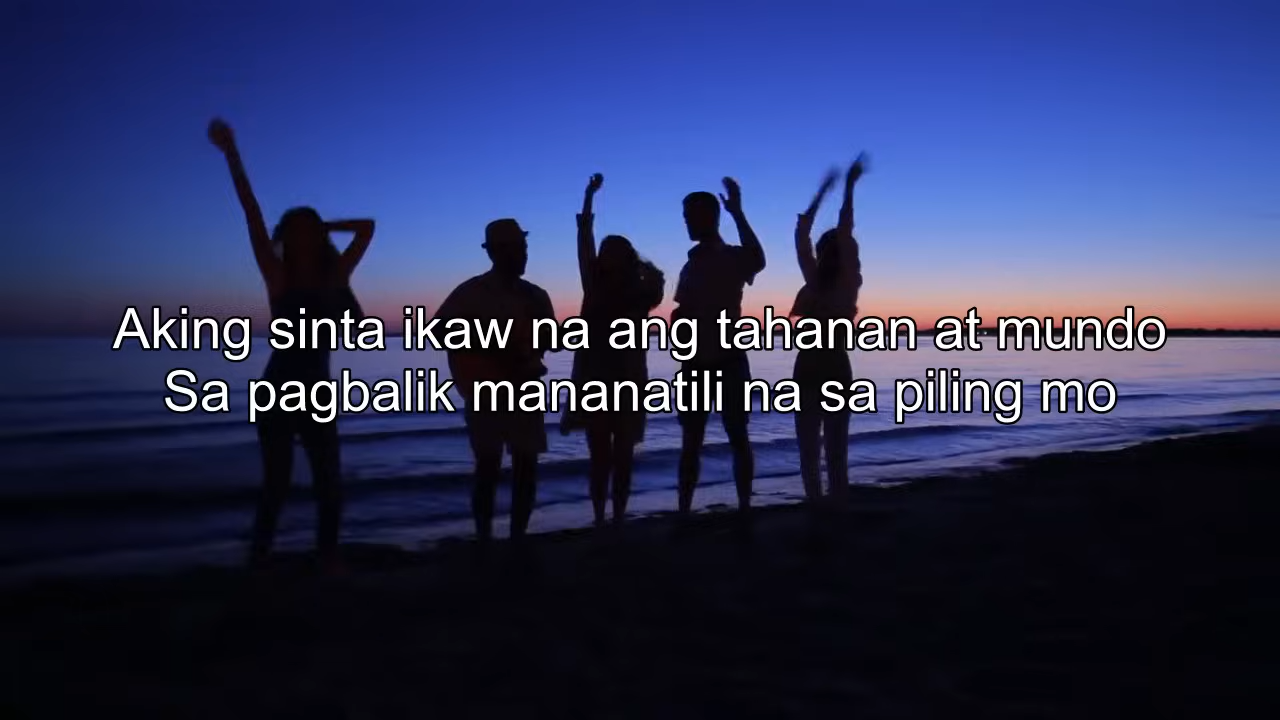 Aking sinta ikaw na ang tahanan at mundo
Sa pagbalik mananatili na sa piling mo